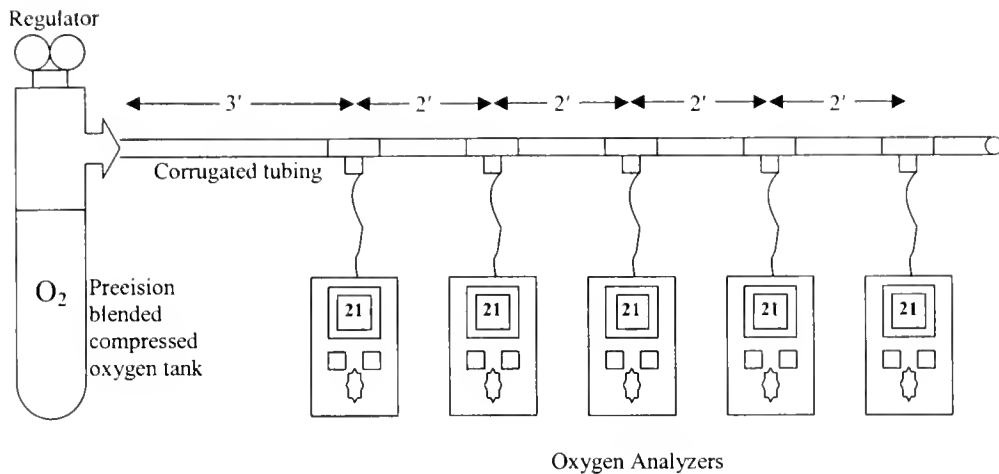 Regulator
3' 2' 2' 2' 2'
Corrugated tubing
O₂
Precision
blended
compressed
oxygen tank
21 21 21 21 21
Oxygen Analyzers